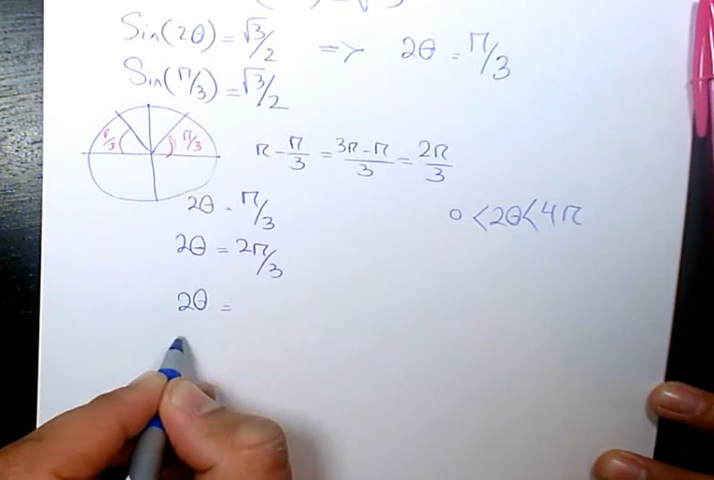 Sin(2θ) = √3/2 => 2θ = π/3
Sin(π/3) = √3/2
π/3 π/3
π - π/3 = 3π - π/3 = 2π/3
2θ = π/3
0 < 2θ < 4π
2θ = 2π/3
2θ =